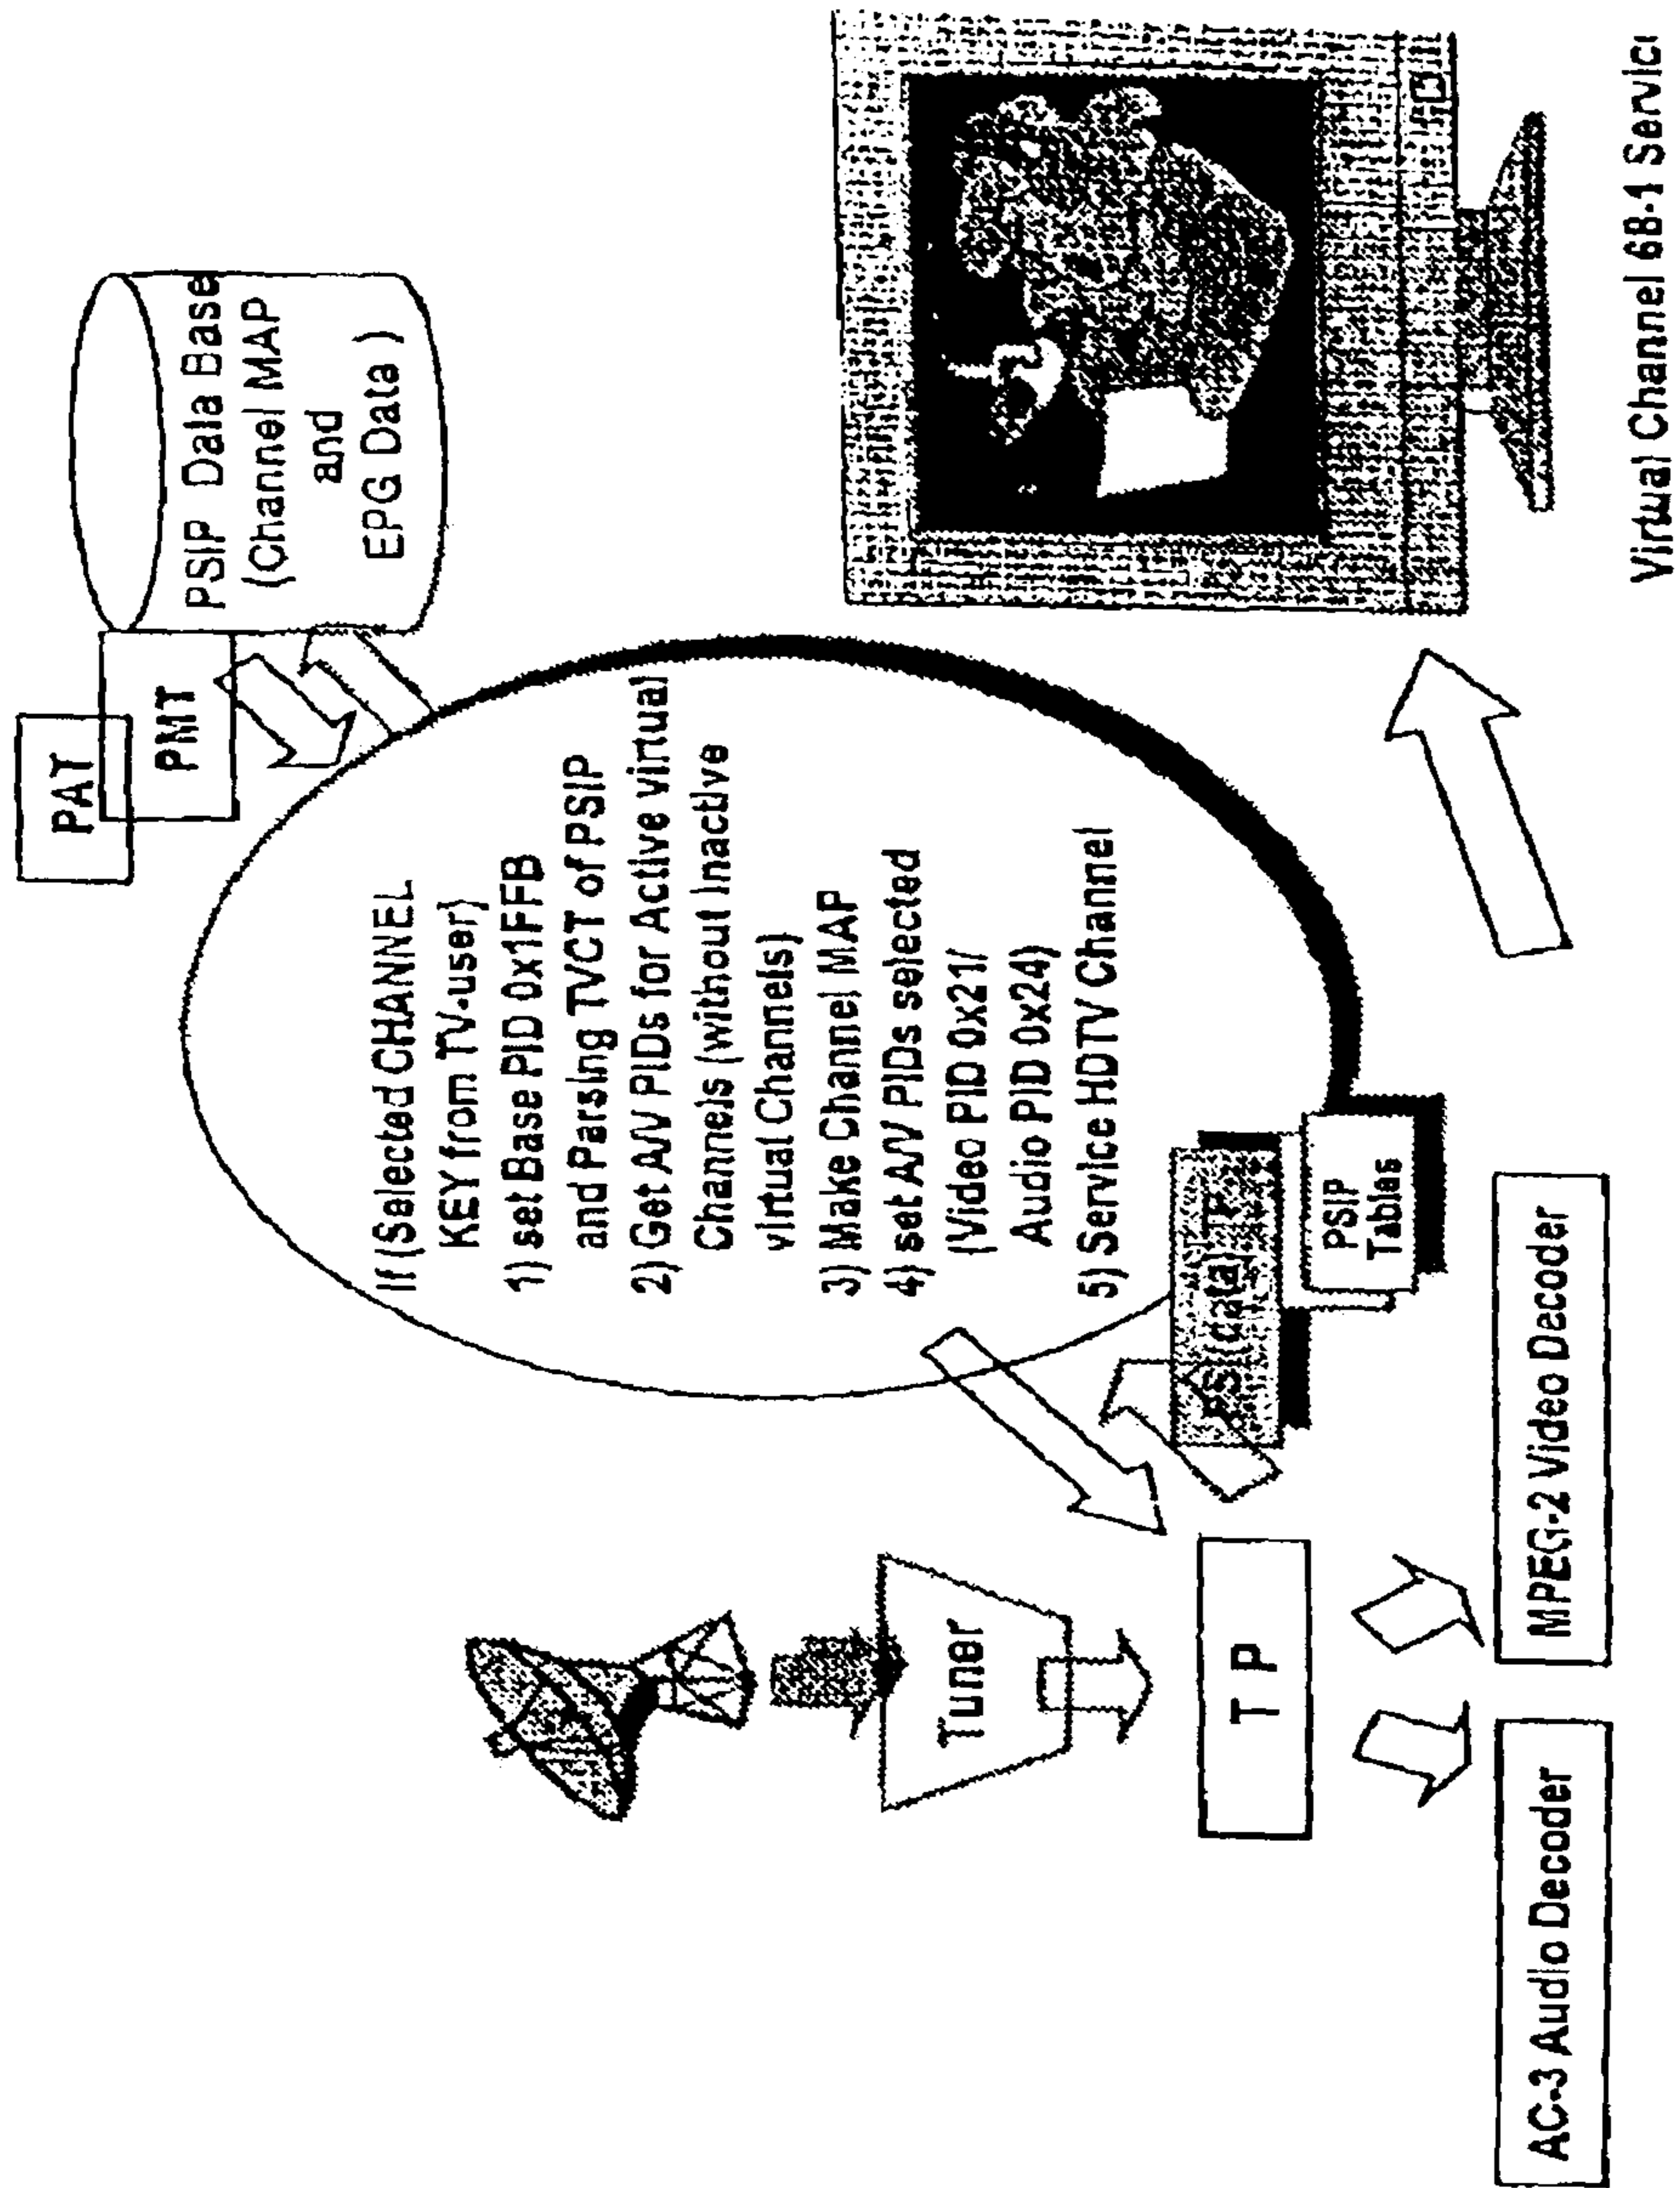 PAT
PMT
PSIP Data Base
(Channel MAP
and
EPG Data )
If (Selected CHANNEL
KEY from TV-user)
1) set Base PID 0x1FFB
and Parsing TVCT of PSIP
2) Get A/V PIDs for Active virtual
Channels (without Inactive
virtual Channels)
3) Make Channel MAP
4) set A/V PIDs selected
(Video PID 0x21/
Audio PID 0x24)
5) Service HDTV Channel
Tuner
T P
PSI data
PSIP
Tables
AC-3 Audio Decoder
MPEG-2 Video Decoder
Virtual Channel 68-1